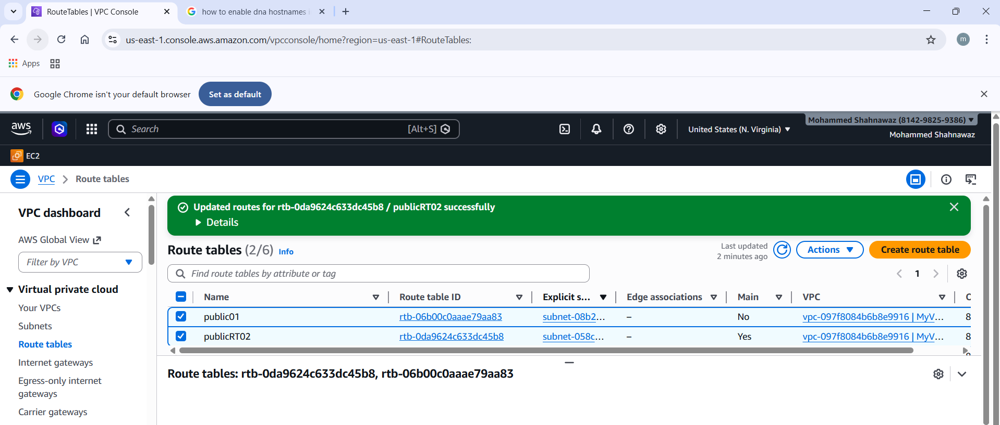 RouteTables | VPC Console
how to enable dna hostnames i
us-east-1.console.aws.amazon.com/vpcconsole/home?region=us-east-1#RouteTables:
m
Apps
Google Chrome isn't your default browser
Set as default
aws
Search
[Alt+S]
United States (N. Virginia)
Mohammed Shahnawaz (8142-9825-9386)
Mohammed Shahnawaz
EC2
VPC
Route tables
VPC dashboard
AWS Global View
Filter by VPC
Virtual private cloud
Your VPCs
Subnets
Route tables
Internet gateways
Egress-only internet
gateways
Carrier gateways
Updated routes for rtb-0da9624c633dc45b8 / publicRT02 successfully
Details
Route tables (2/6) Info
Last updated
2 minutes ago
Actions
Create route table
Find route tables by attribute or tag
1
Name Route table ID Explicit s... Edge associations Main VPC
public01 rtb-06b00c0aaae79aa83 subnet-08b2... – No vpc-097f8084b6b8e9916 | MyV... 8
publicRT02 rtb-0da9624c633dc45b8 subnet-058c... – Yes vpc-097f8084b6b8e9916 | MyV... 8
Route tables: rtb-0da9624c633dc45b8, rtb-06b00c0aaae79aa83